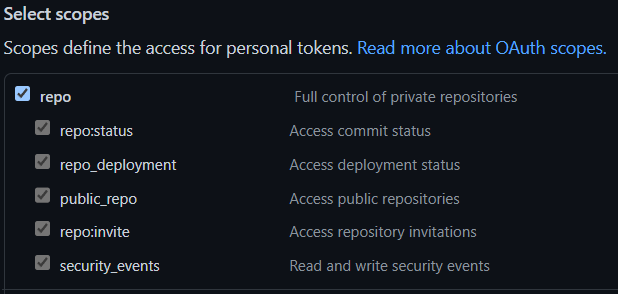 Select scopes
Scopes define the access for personal tokens. Read more about OAuth scopes.
repo Full control of private repositories
repo:status Access commit status
repo_deployment Access deployment status
public_repo Access public repositories
repo:invite Access repository invitations
security_events Read and write security events